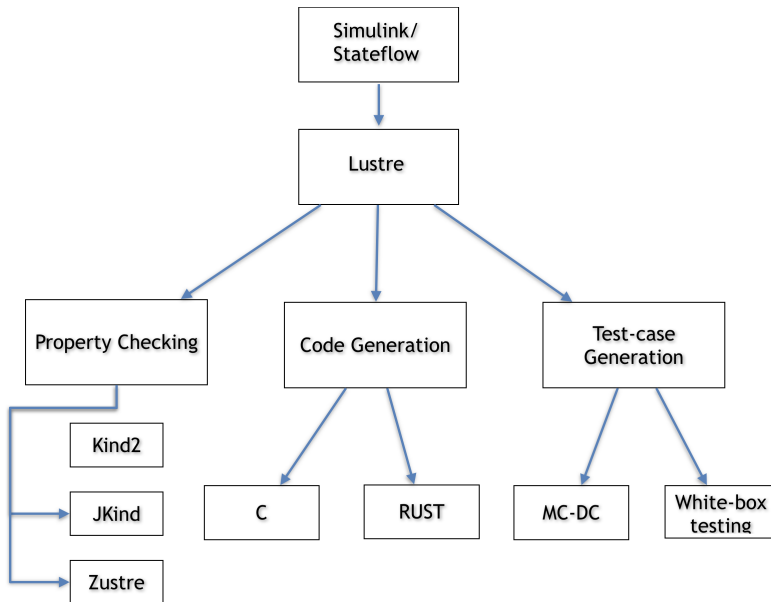 Simulink/
Stateflow
Lustre
Property Checking
Code Generation
Test-case
Generation
Kind2
JKind
Zustre
C
RUST
MC-DC
White-box
testing